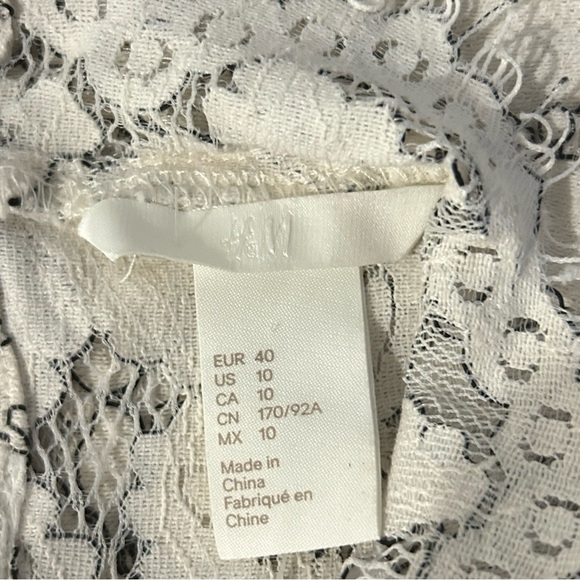 H&M
EUR 40
US 10
CA 10
CN 170/92A
MX 10
Made in
China
Fabriqué en
Chine